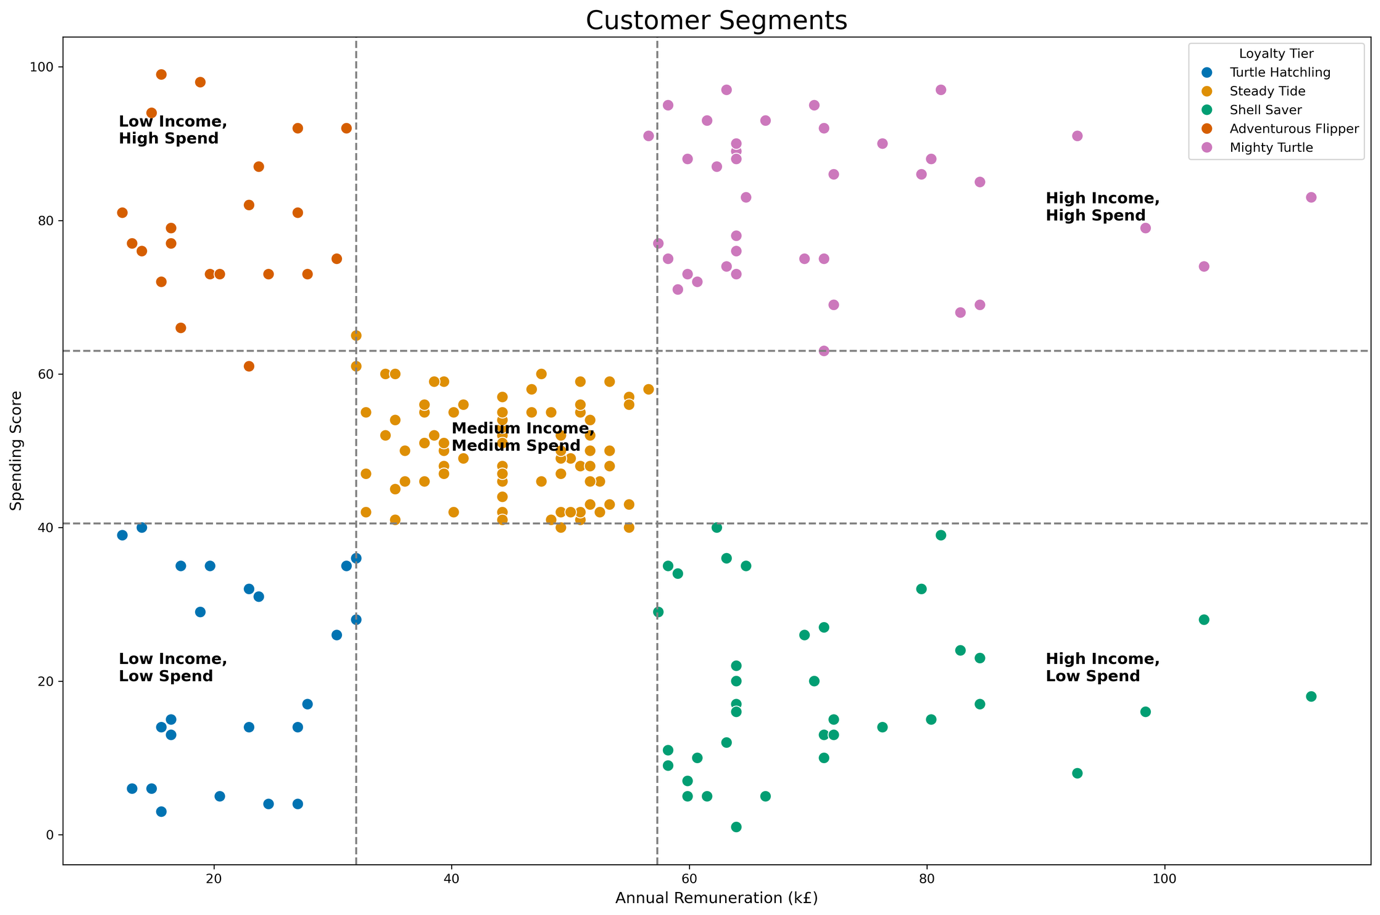 Customer Segments
Loyalty Tier
Turtle Hatchling
Steady Tide
Shell Saver
Adventurous Flipper
Mighty Turtle
Low Income,
High Spend
High Income,
High Spend
Medium Income,
Medium Spend
Low Income,
Low Spend
High Income,
Low Spend
Spending Score
100
80
60
40
20
0
20
40
60
80
100
Annual Remuneration (k£)